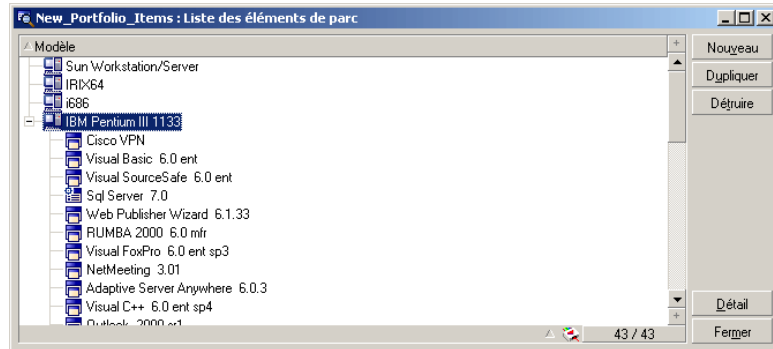 New_Portfolio_Items : Liste des éléments de parc
Modèle
Nouveau
Sun Workstation/Server
Dupliquer
IRIX64
i686
Détruire
IBM Pentium III 1133
Cisco VPN
Visual Basic 6.0 ent
Visual SourceSafe 6.0 ent
Sql Server 7.0
Web Publisher Wizard 6.1.33
RUMBA 2000 6.0 mfr
Visual FoxPro 6.0 ent sp3
NetMeeting 3.01
Adaptive Server Anywhere 6.0.3
Visual C++ 6.0 ent sp4
Détail
Outlook 2000 sr1
43 / 43
Fermer